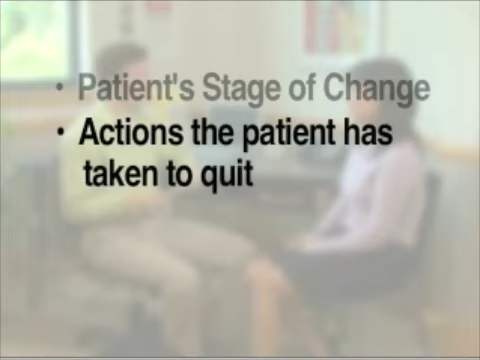 • Patient's Stage of Change
• Actions the patient has
taken to quit